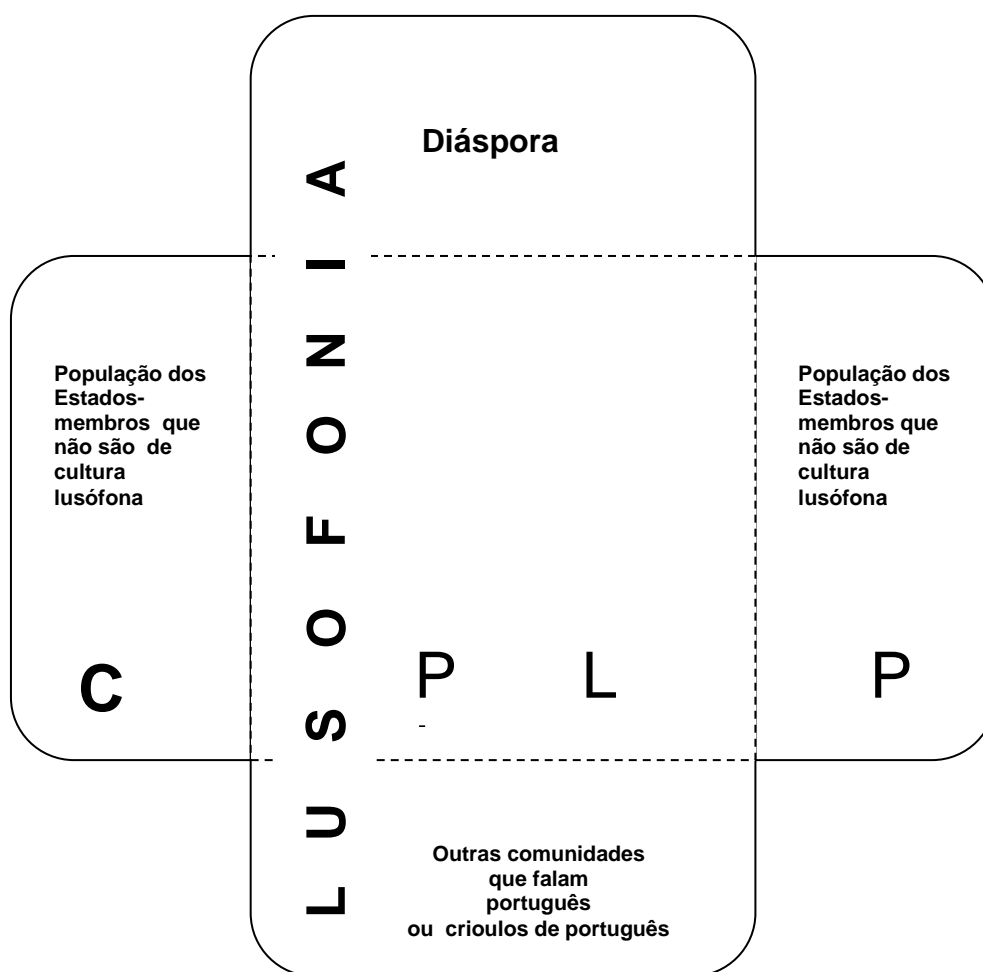 Diáspora
LUSOFONIA
População dos
Estados-
membros que
não são de
cultura
lusófona
População dos
Estados-
membros que
não são de
cultura
lusófona
C P L P
-
Outras comunidades
que falam
português
ou crioulos de português